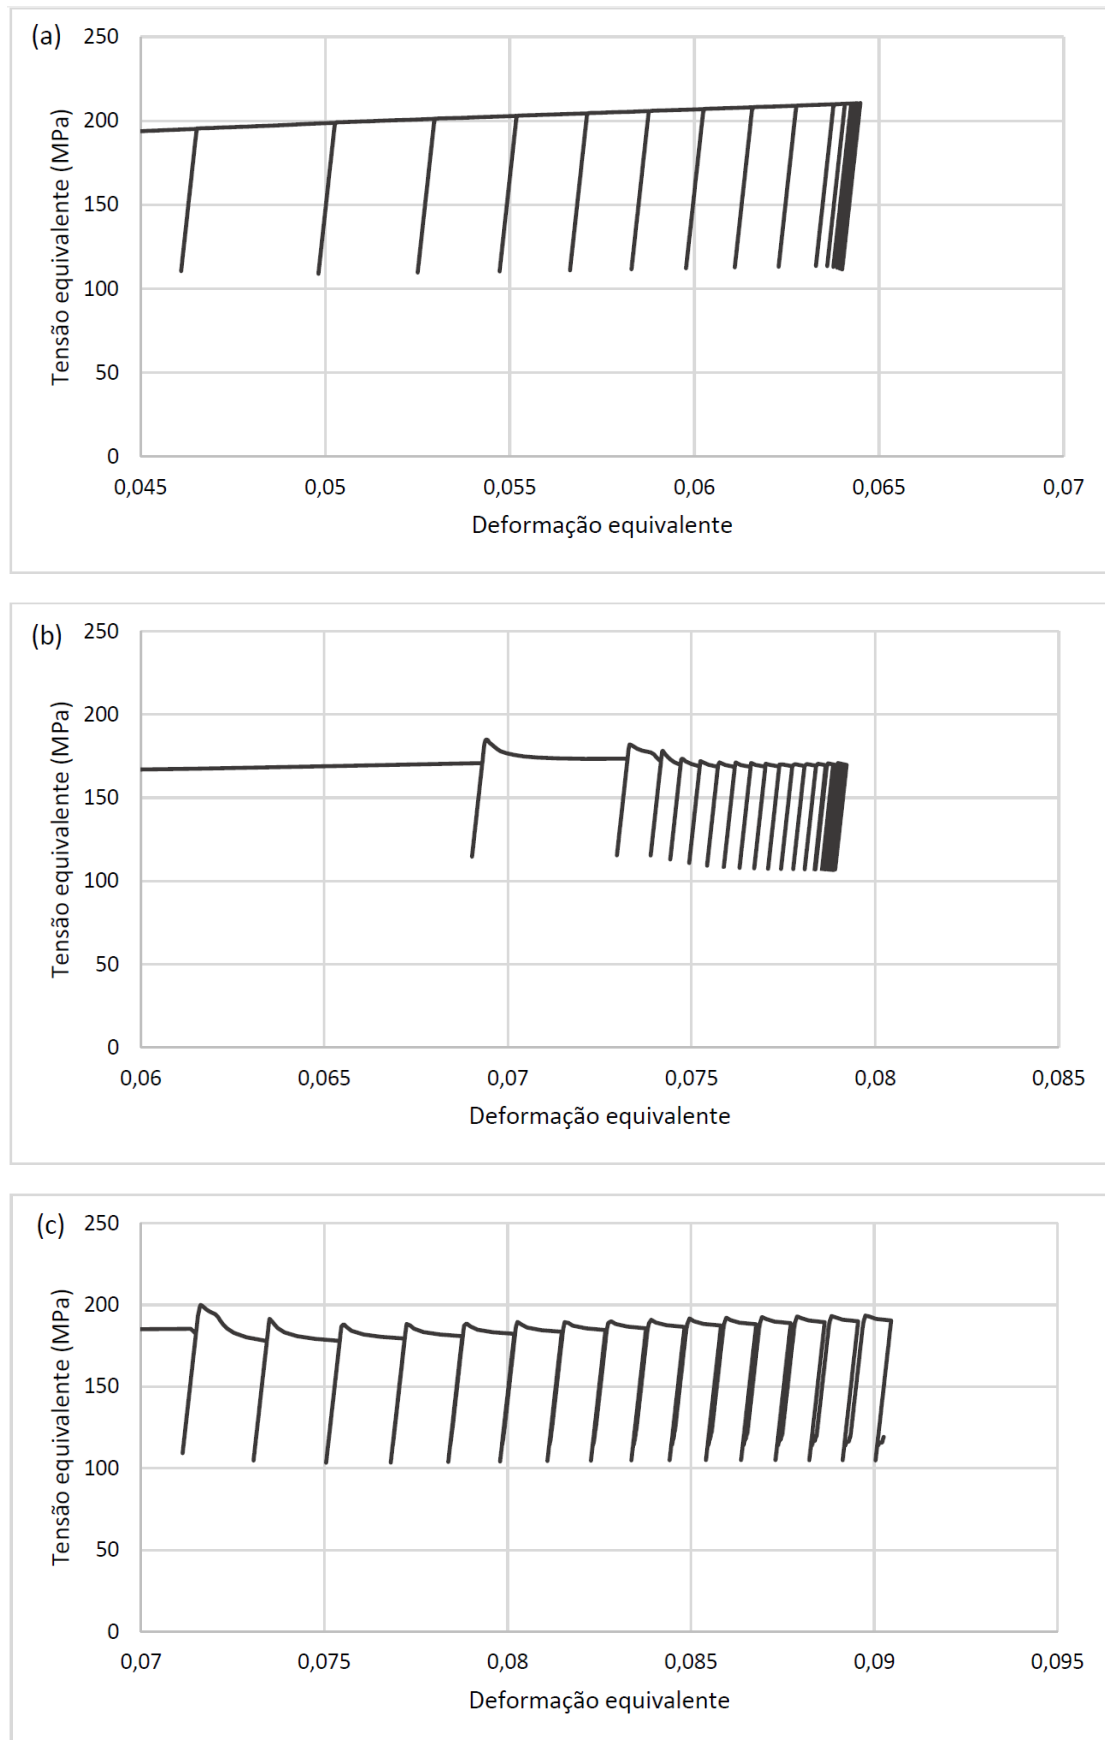 (a)
250
200
150
100
50
0
Tensão equivalente (MPa)
0,045 0,05 0,055 0,06 0,065 0,07
Deformação equivalente
(b)
250
200
150
100
50
0
Tensão equivalente (MPa)
0,06 0,065 0,07 0,075 0,08 0,085
Deformação equivalente
(c)
250
200
150
100
50
0
Tensão equivalente (MPa)
0,07 0,075 0,08 0,085 0,09 0,095
Deformação equivalente